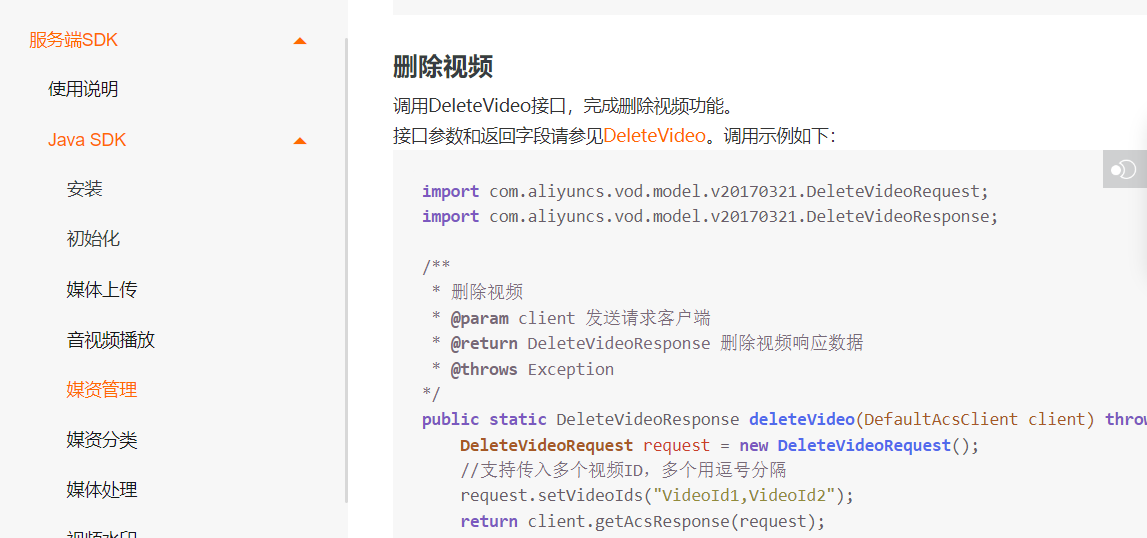 服务端SDK
使用说明
Java SDK
安装
初始化
媒体上传
音视频播放
媒资管理
媒资分类
媒体处理
视频水印
删除视频
调用DeleteVideo接口，完成删除视频功能。
接口参数和返回字段请参见DeleteVideo。调用示例如下：
import com.aliyuncs.vod.model.v20170321.DeleteVideoRequest;
import com.aliyuncs.vod.model.v20170321.DeleteVideoResponse;
/**
* 删除视频
* @param client 发送请求客户端
* @return DeleteVideoResponse 删除视频响应数据
* @throws Exception
*/
public static DeleteVideoResponse deleteVideo(DefaultAcsClient client) throw
DeleteVideoRequest request = new DeleteVideoRequest();
//支持传入多个视频ID，多个用逗号分隔
request.setVideoIds("VideoId1,VideoId2");
return client.getAcsResponse(request);